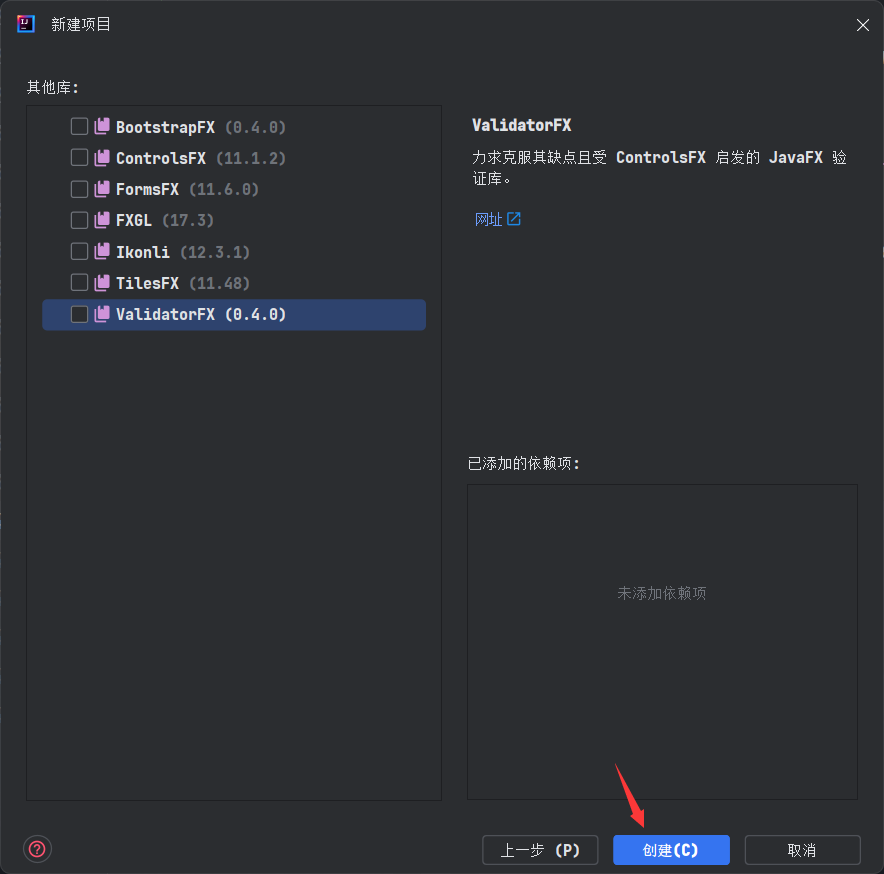 新建项目
其他库:
BootstrapFX (0.4.0)
ControlsFX (11.1.2)
FormsFX (11.6.0)
FXGL (17.3)
Ikonli (12.3.1)
TilesFX (11.48)
ValidatorFX (0.4.0)
ValidatorFX
力求克服其缺点且受 ControlsFX 启发的 JavaFX 验
证库。
网址
已添加的依赖项:
未添加依赖项
上一步 (P)
创建(C)
取消